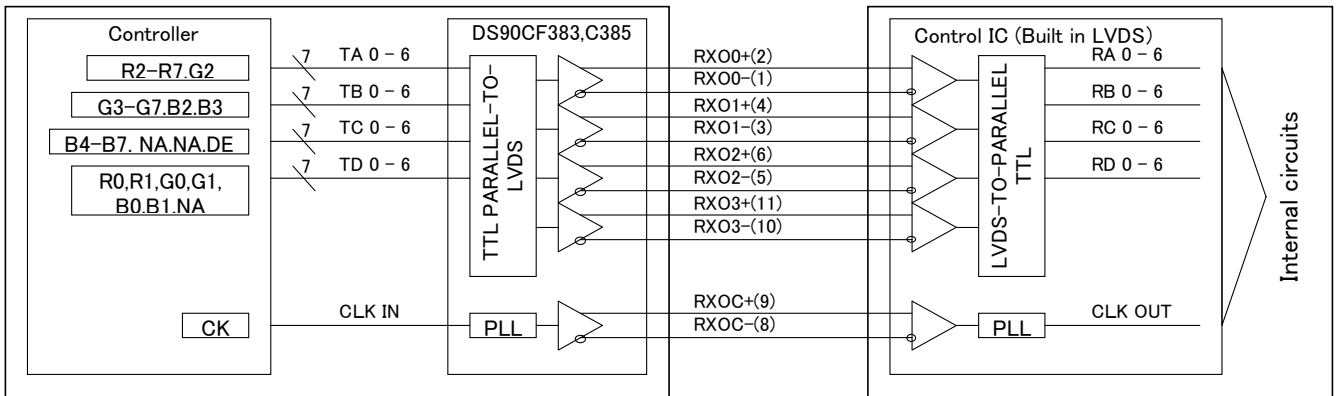 Controller
R2-R7.G2
G3-G7.B2.B3
B4-B7. NA.NA.DE
R0,R1,G0,G1,
B0.B1.NA
CK
7
TA 0 - 6
7
TB 0 - 6
7
TC 0 - 6
7
TD 0 - 6
CLK IN
DS90CF383,C385
TTL PARALLEL-TO-
LVDS
PLL
RXO0+(2)
RXO0-(1)
RXO1+(4)
RXO1-(3)
RXO2+(6)
RXO2-(5)
RXO3+(11)
RXO3-(10)
RXOC+(9)
RXOC-(8)
Control IC (Built in LVDS)
LVDS-TO-PARALLEL
TTL
PLL
RA 0 - 6
RB 0 - 6
RC 0 - 6
RD 0 - 6
CLK OUT
Internal circuits